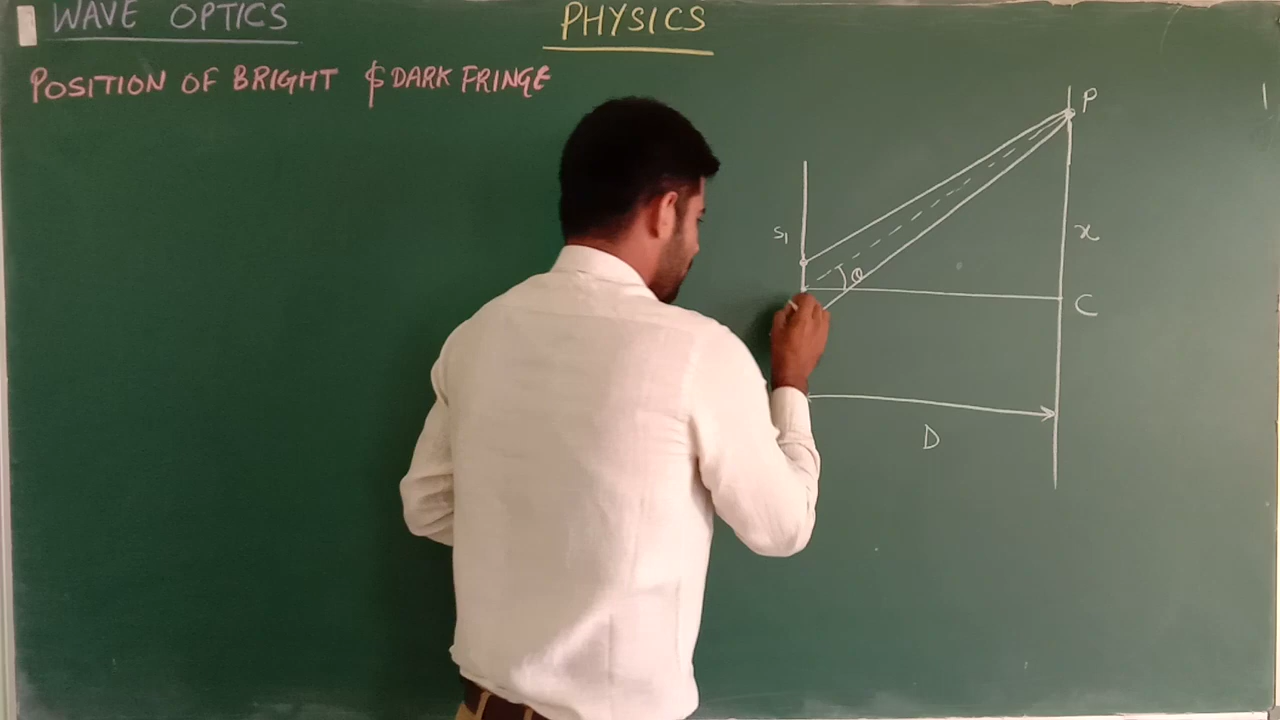 WAVE OPTICS
PHYSICS
POSITION OF BRIGHT & DARK FRINGE
P
S1
x
θ
C
D